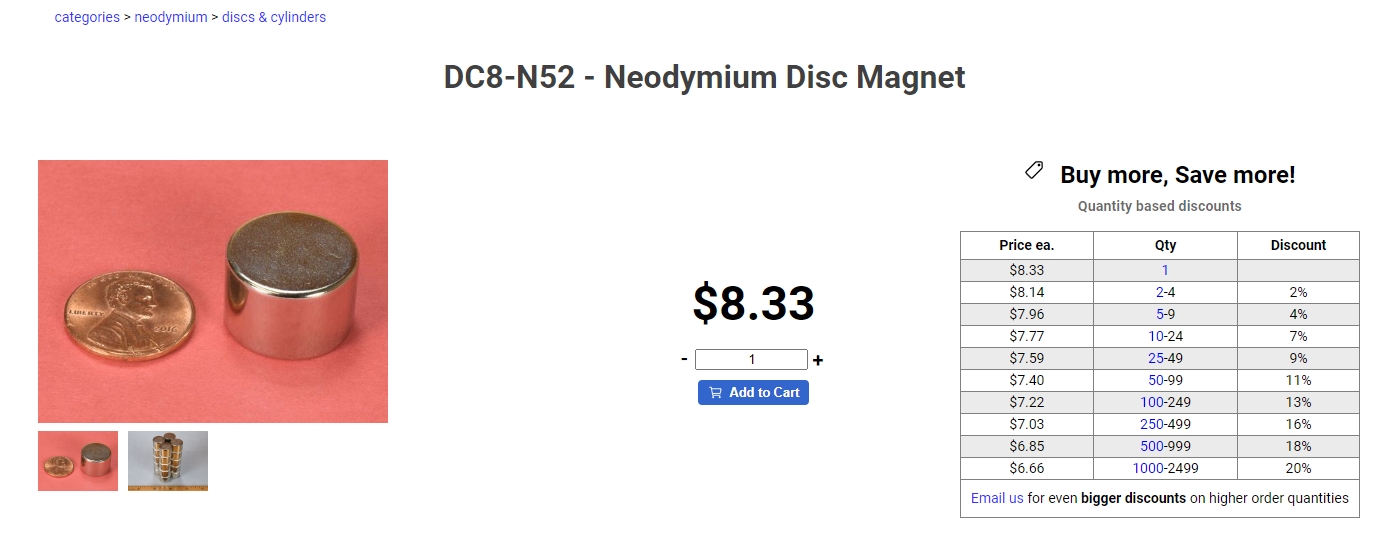 categories > neodymium > discs & cylinders
DC8-N52 - Neodymium Disc Magnet
LIBERTY
2016
$8.33
- 1 +
Add to Cart
Buy more, Save more!
Quantity based discounts
Price ea. Qty Discount
$8.33 1
$8.14 2-4 2%
$7.96 5-9 4%
$7.77 10-24 7%
$7.59 25-49 9%
$7.40 50-99 11%
$7.22 100-249 13%
$7.03 250-499 16%
$6.85 500-999 18%
$6.66 1000-2499 20%
Email us for even bigger discounts on higher order quantities